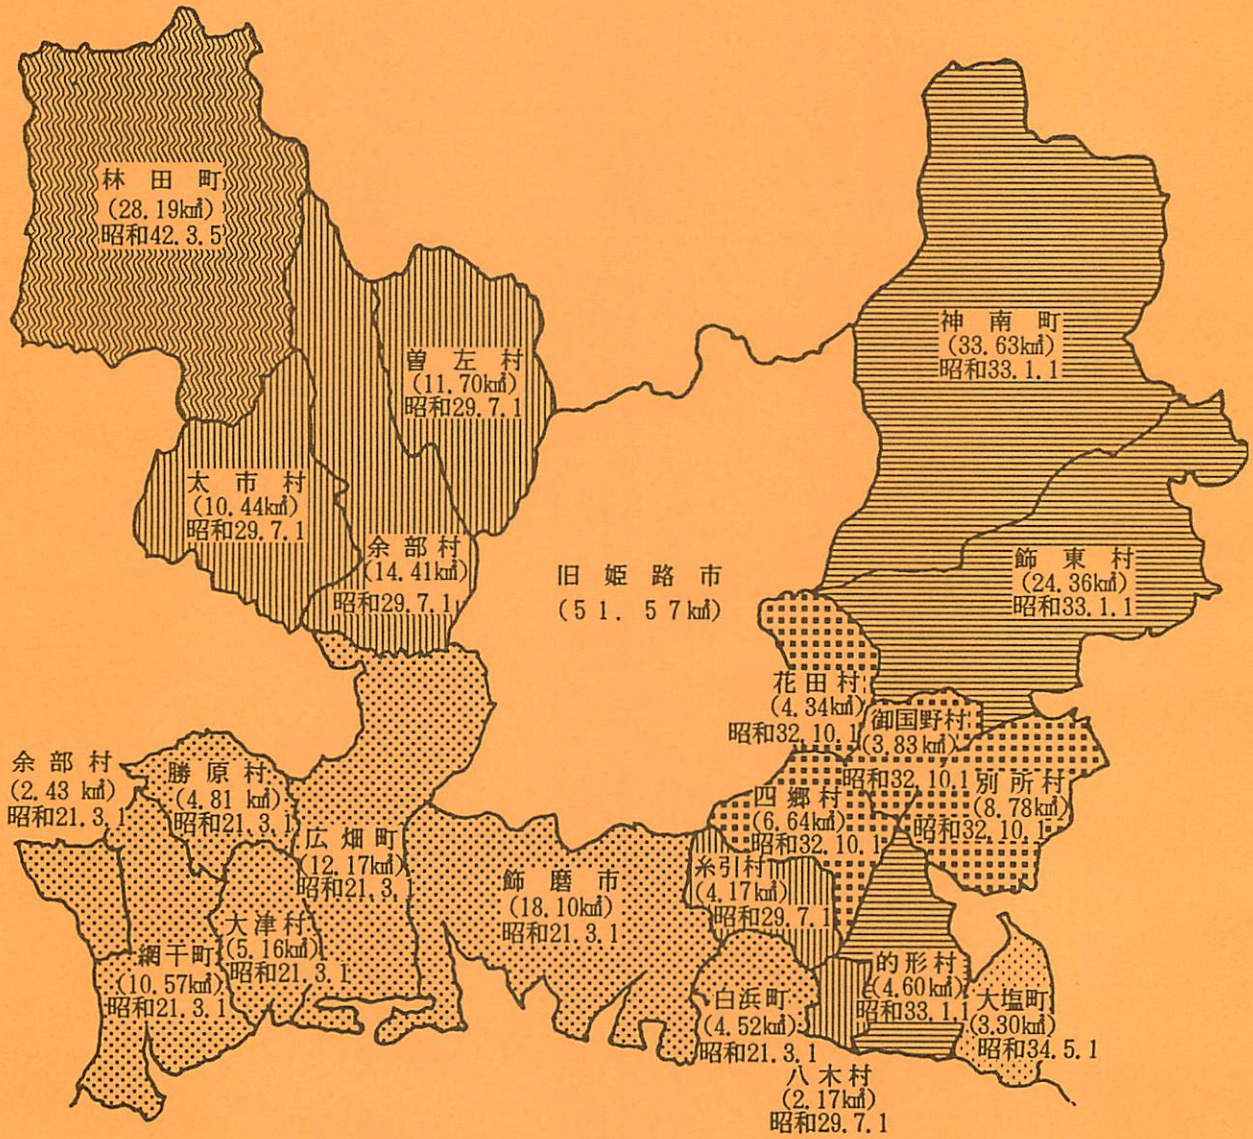 林田町
(28.19km²)
昭和42.3.5
神南町
(33.63km²)
昭和33.1.1
曽左村
(11.70km²)
昭和29.7.1
太市村
(10.44km²)
昭和29.7.1
余部村
(14.41km²)
昭和29.7.1
旧姫路市
(51.57km²)
飾東村
(24.36km²)
昭和33.1.1
花田村
(4.34km²)
昭和32.10.1
御国野村
(3.83km²)
昭和32.10.1
別所村
(8.78km²)
昭和32.10.1
余部村
(2.43km²)
昭和21.3.1
勝原村
(4.81km²)
昭和21.3.1
広畑町
(12.17km²)
昭和21.3.1
四郷村
(6.64km²)
昭和32.10.1
飾磨市
(18.10km²)
昭和21.3.1
糸引村
(4.17km²)
昭和29.7.1
大津村
(5.16km²)
昭和21.3.1
網干町
(10.57km²)
昭和21.3.1
白浜町
(4.52km²)
昭和21.3.1
的形村
(4.60km²)
昭和33.1.1
大塩町
(3.30km²)
昭和34.5.1
八木村
(2.17km²)
昭和29.7.1